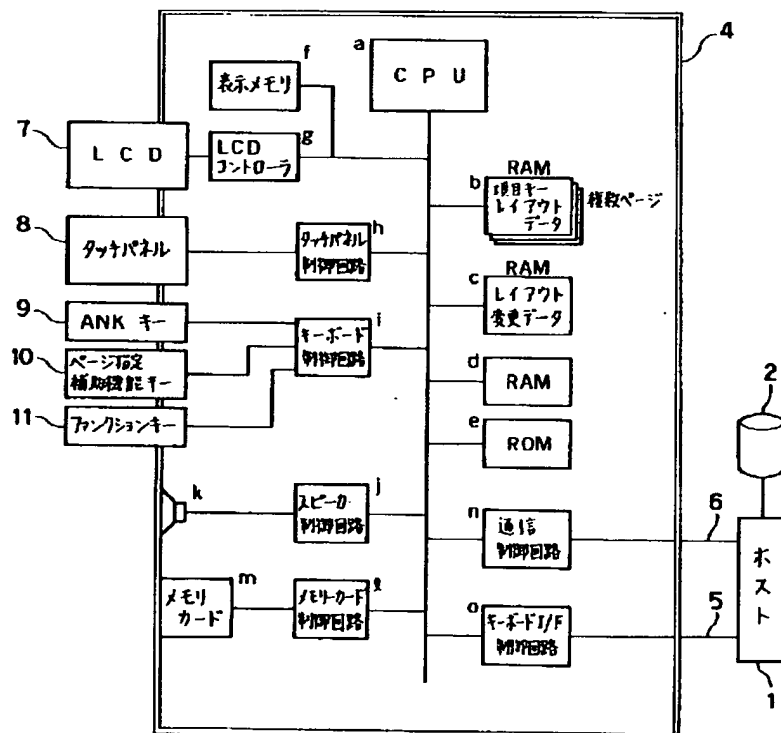 4
a
CPU
f
表示メモリ
7
LCD
g
LCD
コントローラ
RAM
b
項目キー
レイアウト
データ
複数ページ
8
タッチパネル
h
タッチパネル
制御回路
RAM
c
レイアウト
変更データ
9
ANK キー
i
キーボード
制御回路
10
ページ指定
補助機能キー
d
RAM
11
ファンクションキー
e
ROM
2
k
j
スピーカ
制御回路
n
通信
制御回路
6
ホスト
m
メモリ
カード
ℓ
メモリーカード
制御回路
o
キーボードI/F
制御回路
5
1